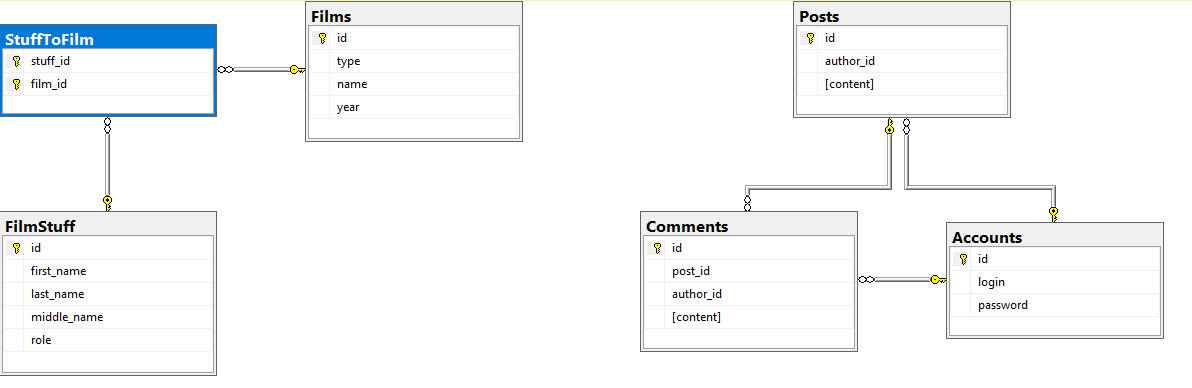 StuffToFilm
stuff_id
film_id
Films
id
type
name
year
FilmStuff
id
first_name
last_name
middle_name
role
Posts
id
author_id
[content]
Comments
id
post_id
author_id
[content]
Accounts
id
login
password